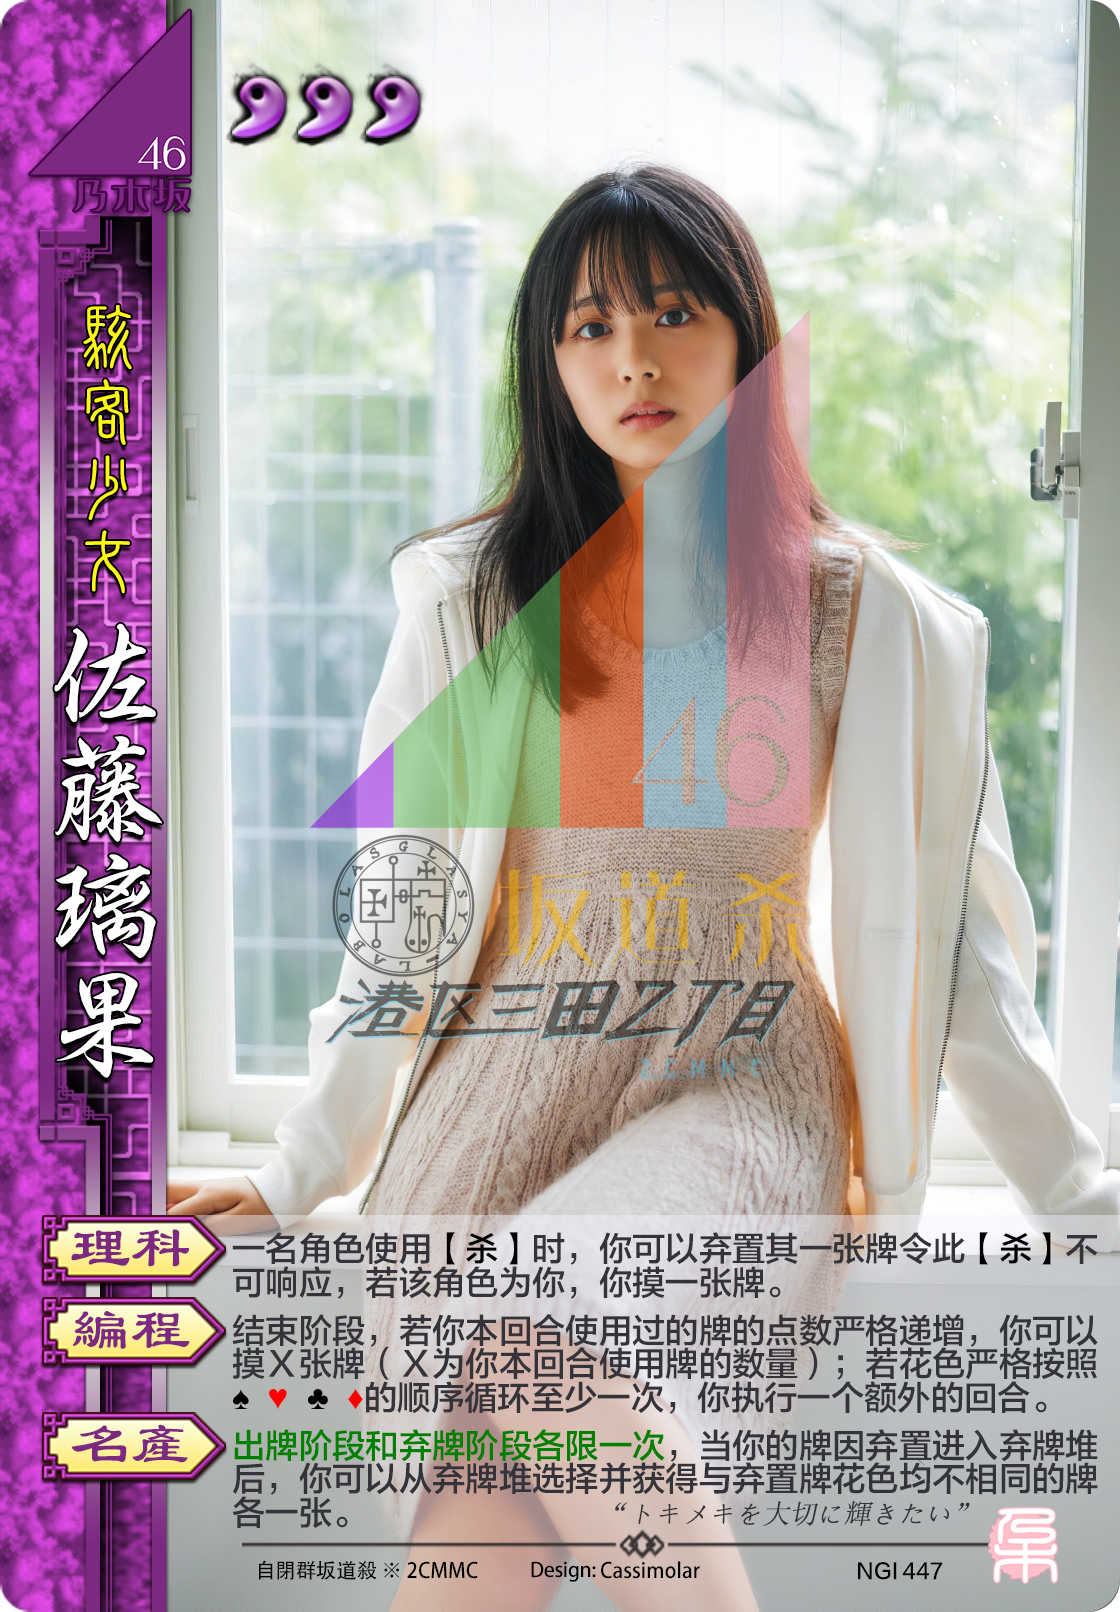 46
乃木坂
駭客少女
佐藤璃果
46
GLASYALABOLAS
坂道杀
港区三田2丁目
2CMMC
理科
一名角色使用【杀】时，你可以弃置其一张牌令此【杀】不
可响应，若该角色为你，你摸一张牌。
編程
结束阶段，若你本回合使用过的牌的点数严格递增，你可以
摸X张牌（X为你本回合使用牌的数量）；若花色严格按照
♠ ♥ ♣ ♦的顺序循环至少一次，你执行一个额外的回合。
名產
出牌阶段和弃牌阶段各限一次，当你的牌因弃置进入弃牌堆
后，你可以从弃牌堆选择并获得与弃置牌花色均不相同的牌
各一张。
“トキメキを大切に輝きたい”
自閉群坂道殺 ※ 2CMMC Design: Cassimolar NGI 447